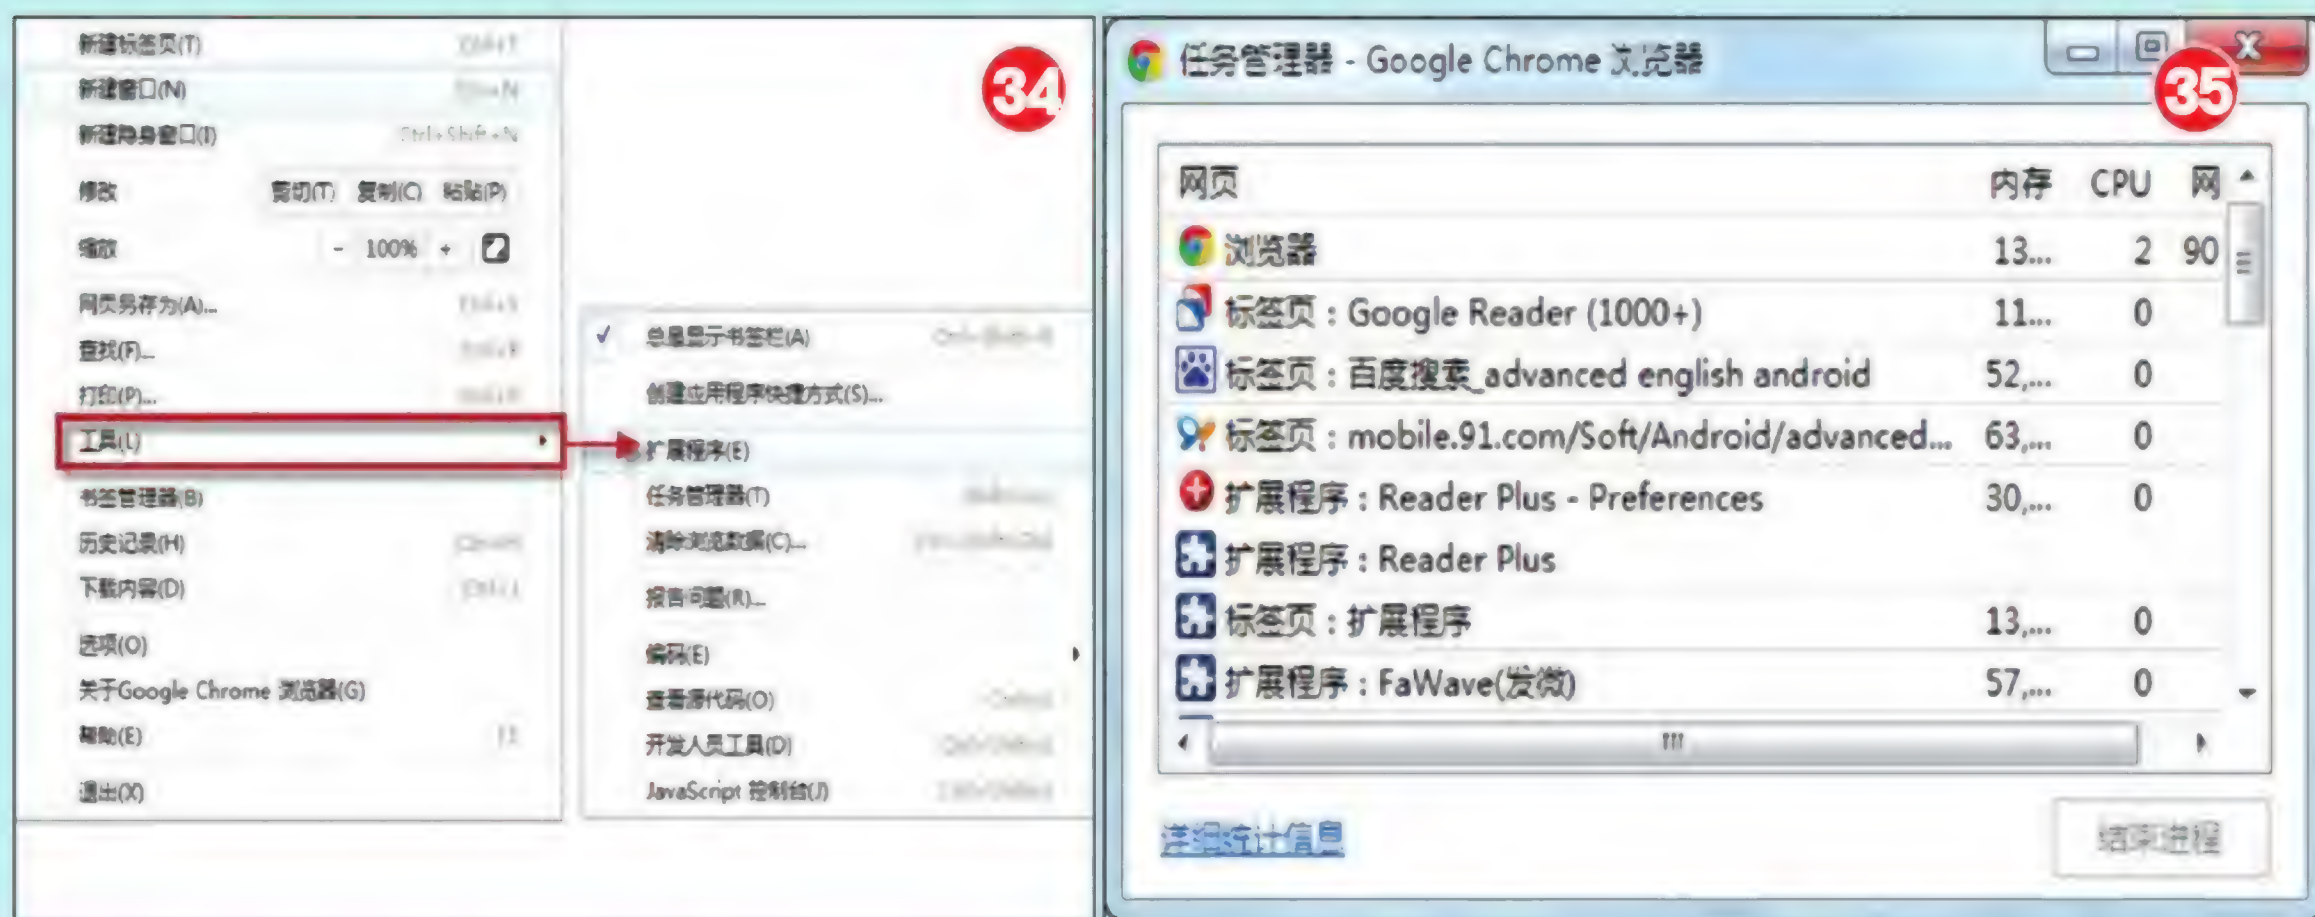 新建标签页(T) Ctrl+T
新建窗口(N) Ctrl+N
新建隐身窗口(I) Ctrl+Shift+N
修改 剪切(T) 复制(C) 粘贴(P)
缩放 - 100% +
网页另存为(A)... Ctrl+S
查找(F)... Ctrl+F
打印(P)... Ctrl+P
工具(L)
书签管理器(B)
历史记录(H) Ctrl+H
下载内容(D) Ctrl+J
选项(O)
关于Google Chrome 浏览器(G)
帮助(E) F1
退出(X)
34
✓ 总是显示书签栏(A)
创建应用程序快捷方式(S)...
扩展程序(E)
任务管理器(T)
清除浏览数据(C)...
报告问题(R)...
编码(E)
查看源代码(O)
开发人员工具(D)
JavaScript 控制台(J)
任务管理器 - Google Chrome 浏览器
35
网页 内存 CPU 网
浏览器 13... 2 90
标签页：Google Reader (1000+) 11... 0
标签页：百度搜索_advanced english android 52,... 0
标签页：mobile.91.com/Soft/Android/advanced... 63,... 0
扩展程序：Reader Plus - Preferences 30,... 0
扩展程序：Reader Plus
标签页：扩展程序 13,... 0
扩展程序：FaWave(发微) 57,... 0
详细统计信息
结束进程